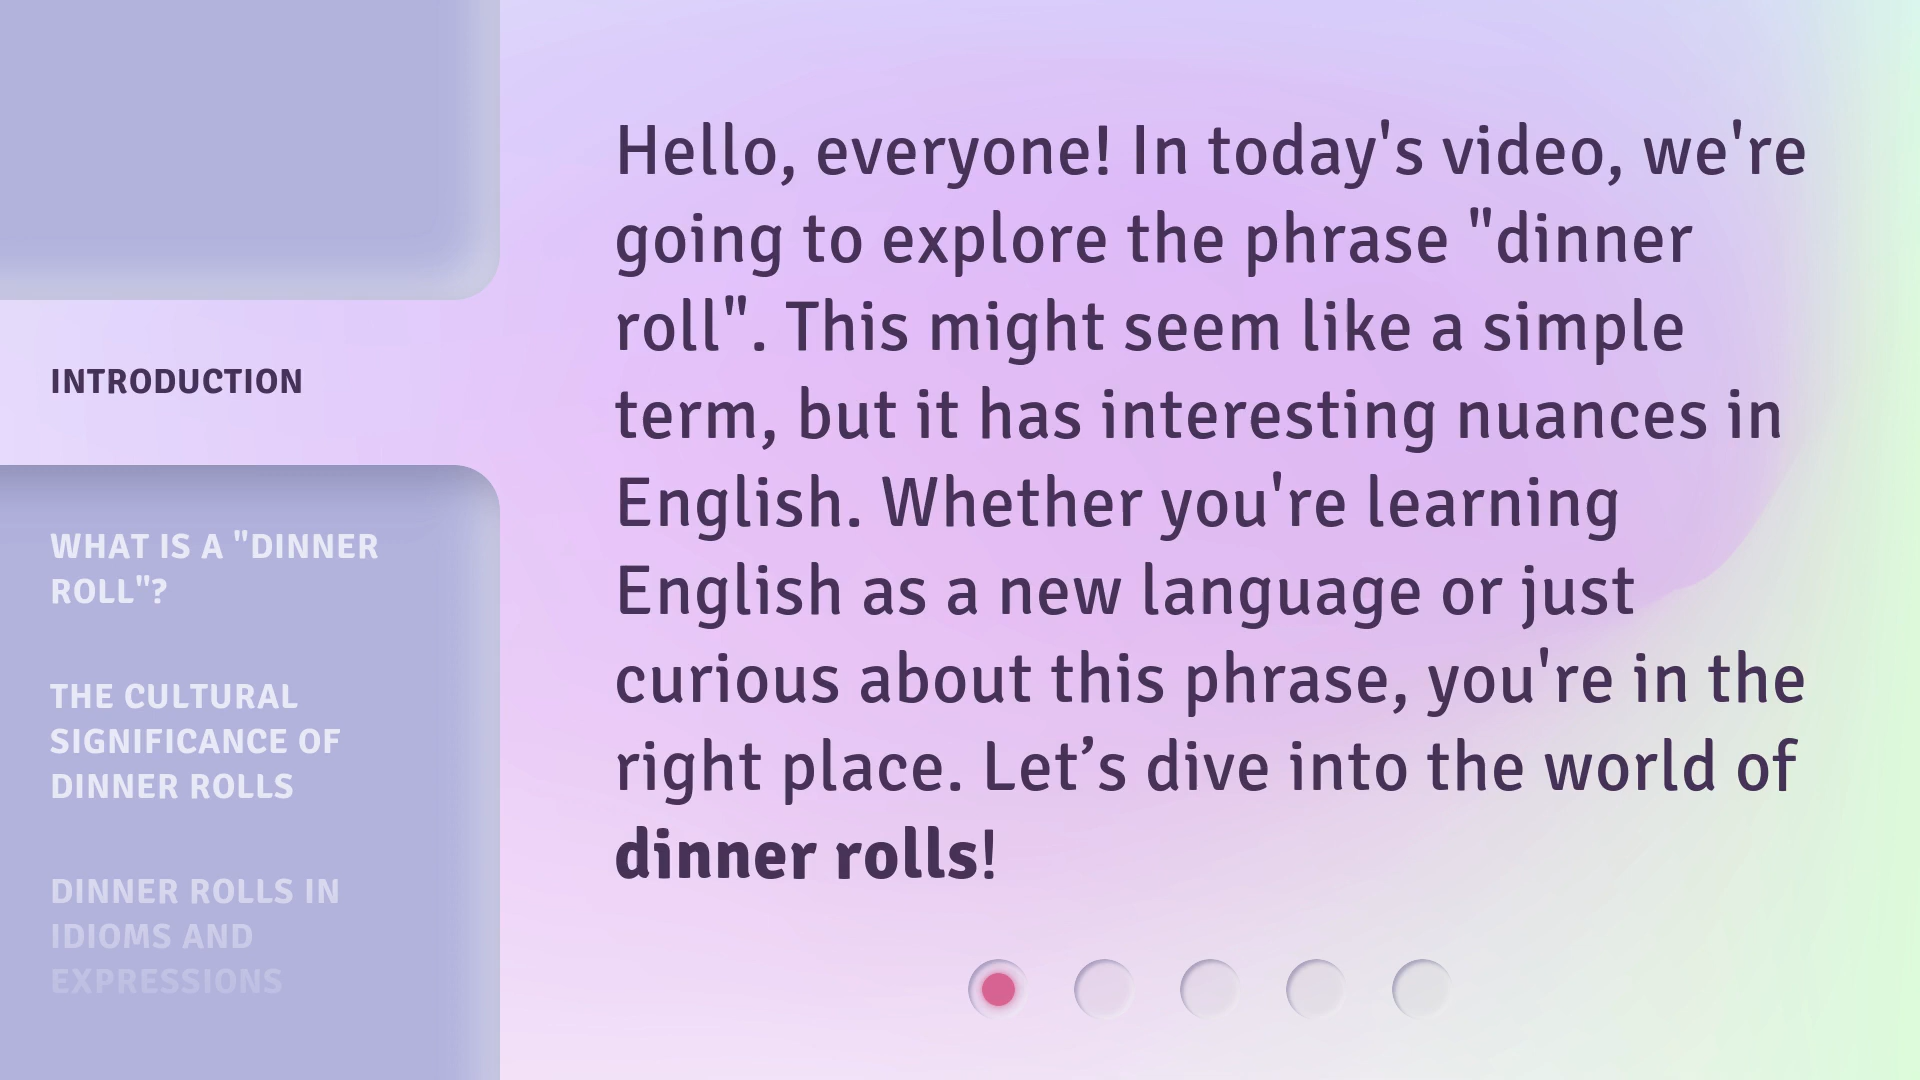 INTRODUCTION
WHAT IS A "DINNER
ROLL"?
THE CULTURAL
SIGNIFICANCE OF
DINNER ROLLS
DINNER ROLLS IN
IDIOMS AND
EXPRESSIONS
Hello, everyone! In today's video, we're
going to explore the phrase "dinner
roll". This might seem like a simple
term, but it has interesting nuances in
English. Whether you're learning
English as a new language or just
curious about this phrase, you're in the
right place. Let’s dive into the world of
dinner rolls!